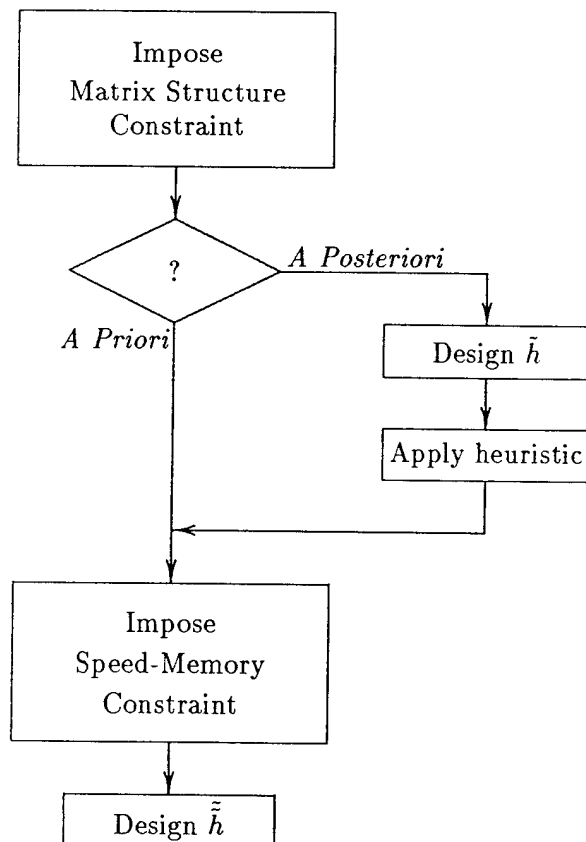 Impose
Matrix Structure
Constraint
?
A Posteriori
A Priori
Design h̃
Apply heuristic
Impose
Speed-Memory
Constraint
Design h̃̃